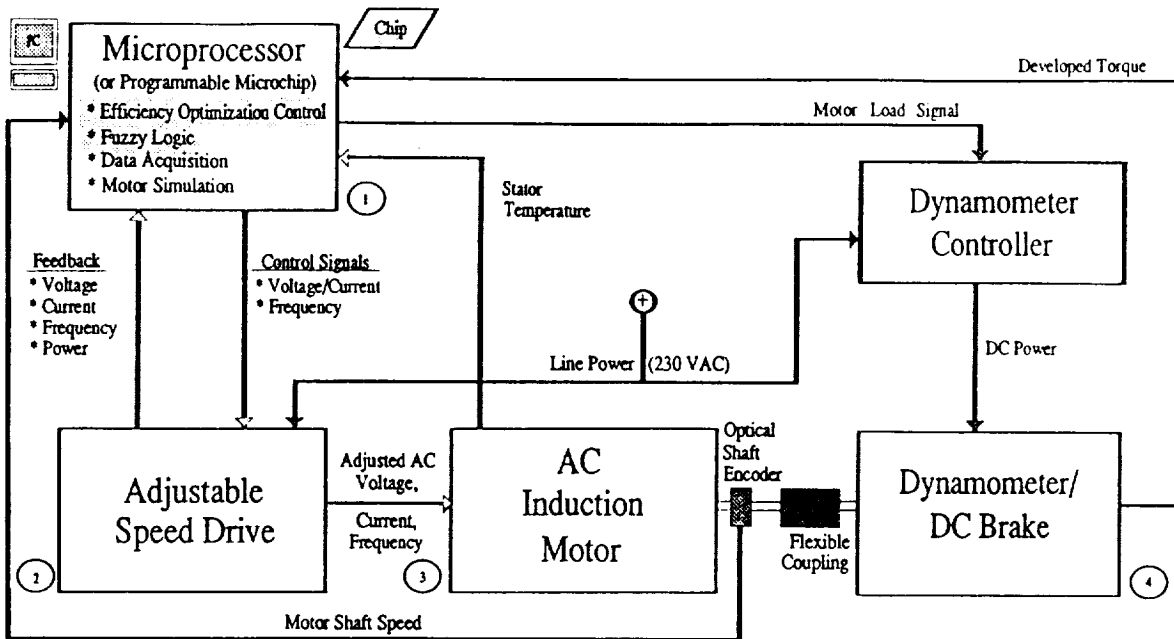 PC
Chip
Microprocessor
(or Programmable Microchip)
* Efficiency Optimization Control
* Fuzzy Logic
* Data Acquisition
* Motor Simulation
1
Developed Torque
Motor Load Signal
Stator
Temperature
Dynamometer
Controller
Feedback
* Voltage
* Current
* Frequency
* Power
Control Signals
* Voltage/Current
* Frequency
+
Line Power (230 VAC)
DC Power
Adjustable
Speed Drive
2
Adjusted AC
Voltage,
Current,
Frequency
AC
Induction
Motor
3
Optical
Shaft
Encoder
Flexible
Coupling
Dynamometer/
DC Brake
4
Motor Shaft Speed